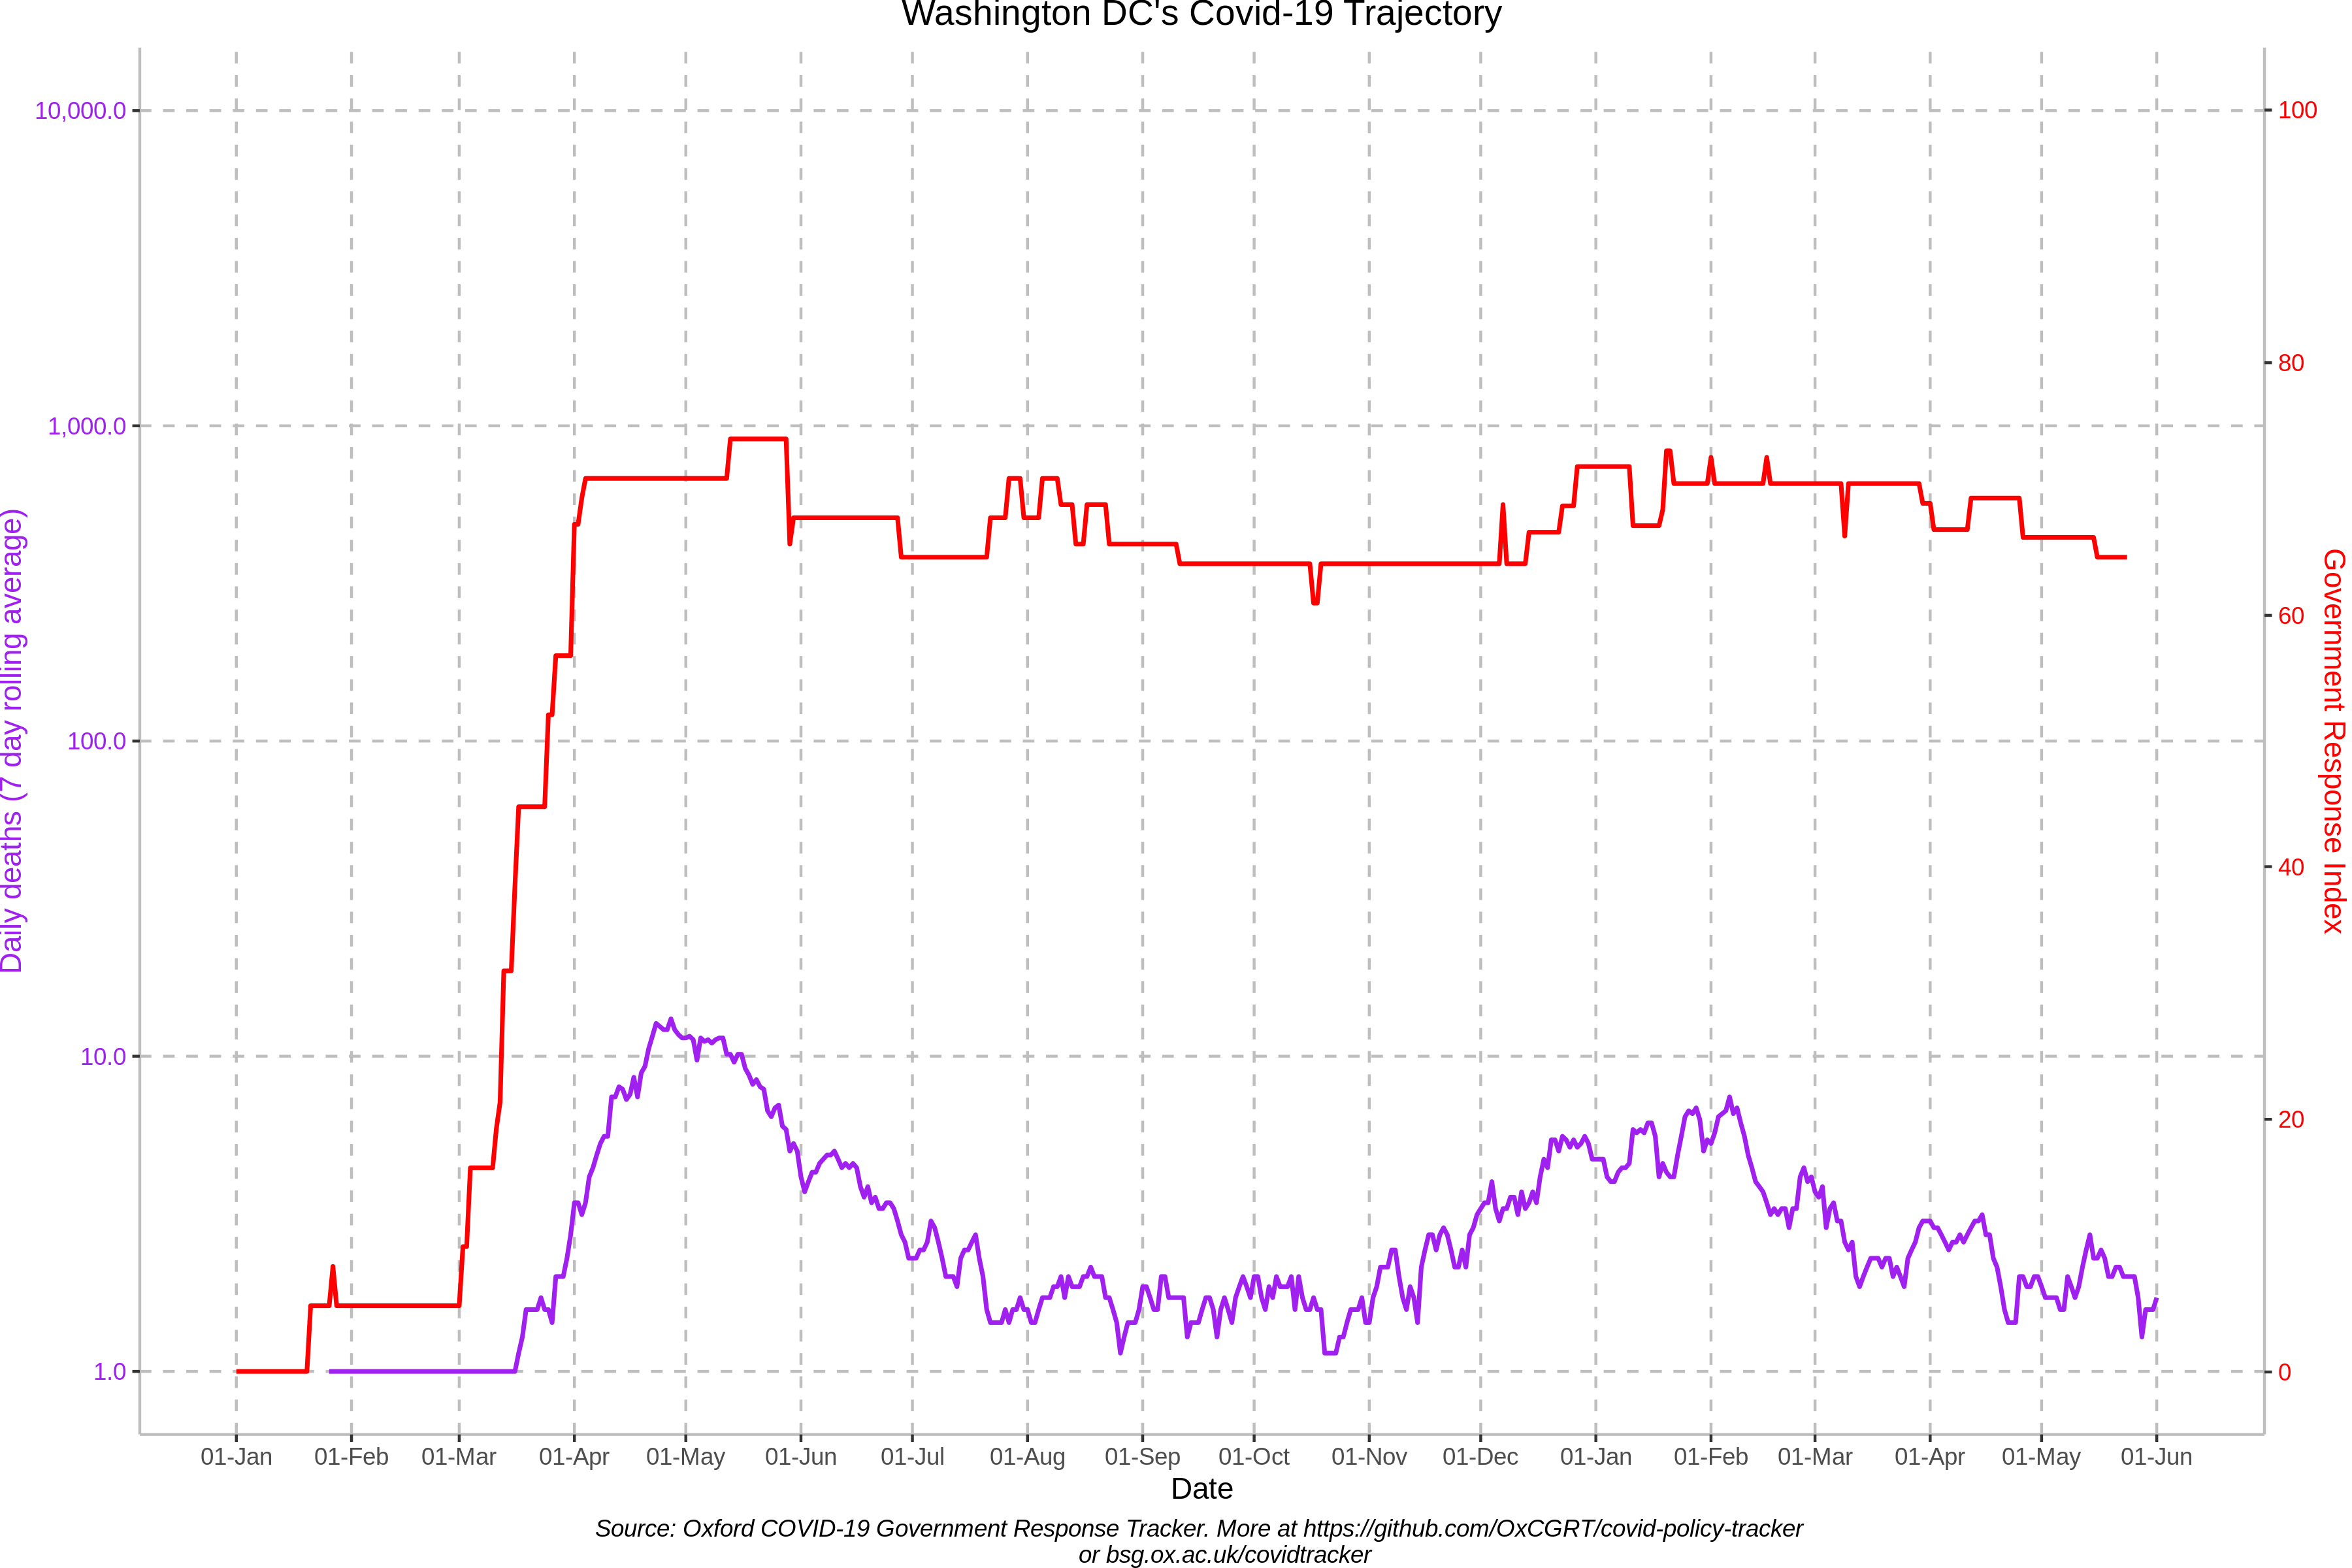 Washington DC's Covid-19 Trajectory
10,000.0
1,000.0
100.0
10.0
1.0
Daily deaths (7 day rolling average)
100
80
60
40
20
0
Government Response Index
01-Jan 01-Feb 01-Mar 01-Apr 01-May 01-Jun 01-Jul 01-Aug 01-Sep 01-Oct 01-Nov 01-Dec 01-Jan 01-Feb 01-Mar 01-Apr 01-May 01-Jun
Date
Source: Oxford COVID-19 Government Response Tracker. More at https://github.com/OxCGRT/covid-policy-tracker
or bsg.ox.ac.uk/covidtracker